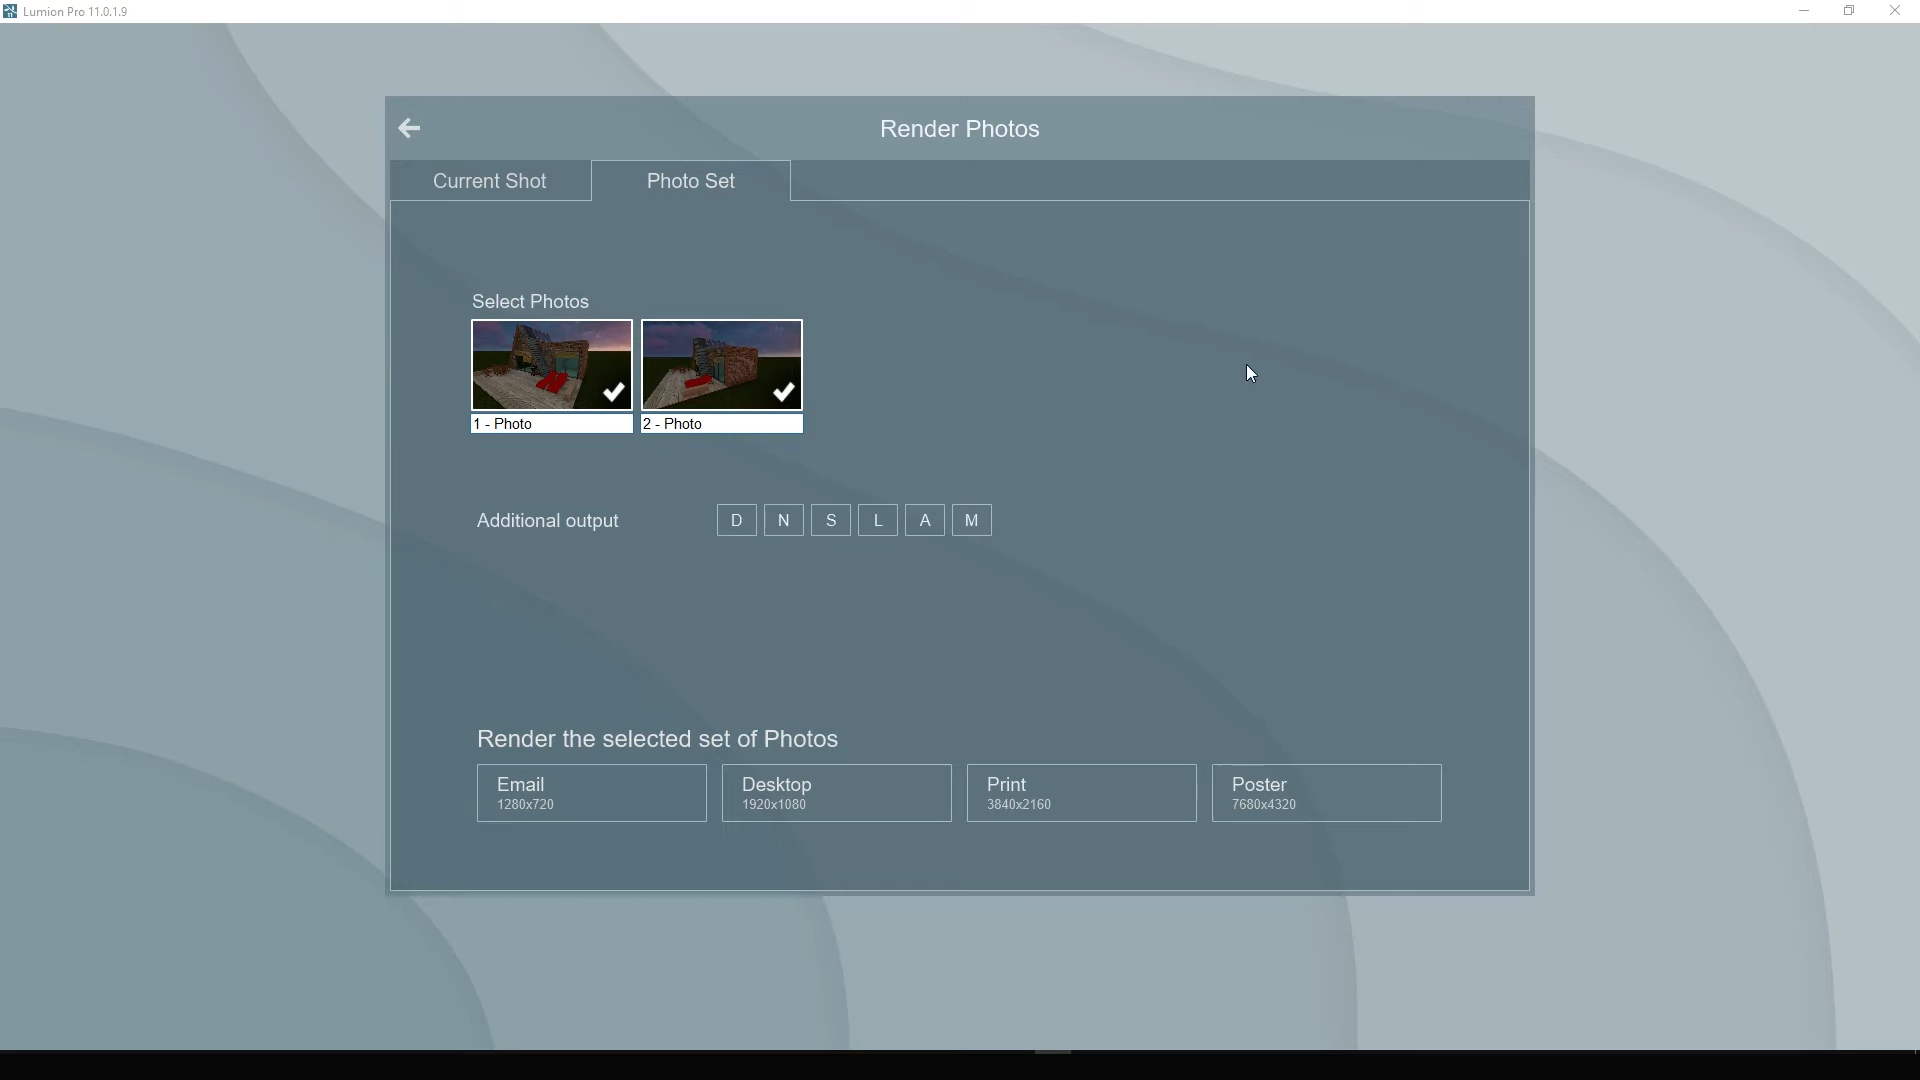 Lumion Pro 11.0.1.9
Render Photos
Current Shot
Photo Set
Select Photos
1 - Photo
2 - Photo
Additional output
D N S L A M
Render the selected set of Photos
Email
1280x720
Desktop
1920x1080
Print
3840x2160
Poster
7680x4320